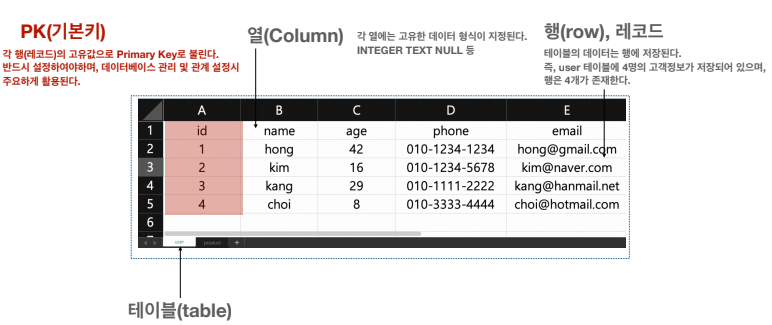 PK(기본키)
각 행(레코드)의 고유값으로 Primary Key로 불린다.
반드시 설정하여야하며, 데이터베이스 관리 및 관계 설정시
주요하게 활용된다.
열(Column)
각 열에는 고유한 데이터 형식이 지정된다.
INTEGER TEXT NULL 등
행(row), 레코드
테이블의 데이터는 행에 저장된다.
즉, user 테이블에 4명의 고객정보가 저장되어 있으며,
행은 4개가 존재한다.
A B C D E
1 id name age phone email
2 1 hong 42 010-1234-1234 hong@gmail.com
3 2 kim 16 010-1234-5678 kim@naver.com
4 3 kang 29 010-1111-2222 kang@hanmail.net
5 4 choi 8 010-3333-4444 choi@hotmail.com
6
user product +
테이블(table)